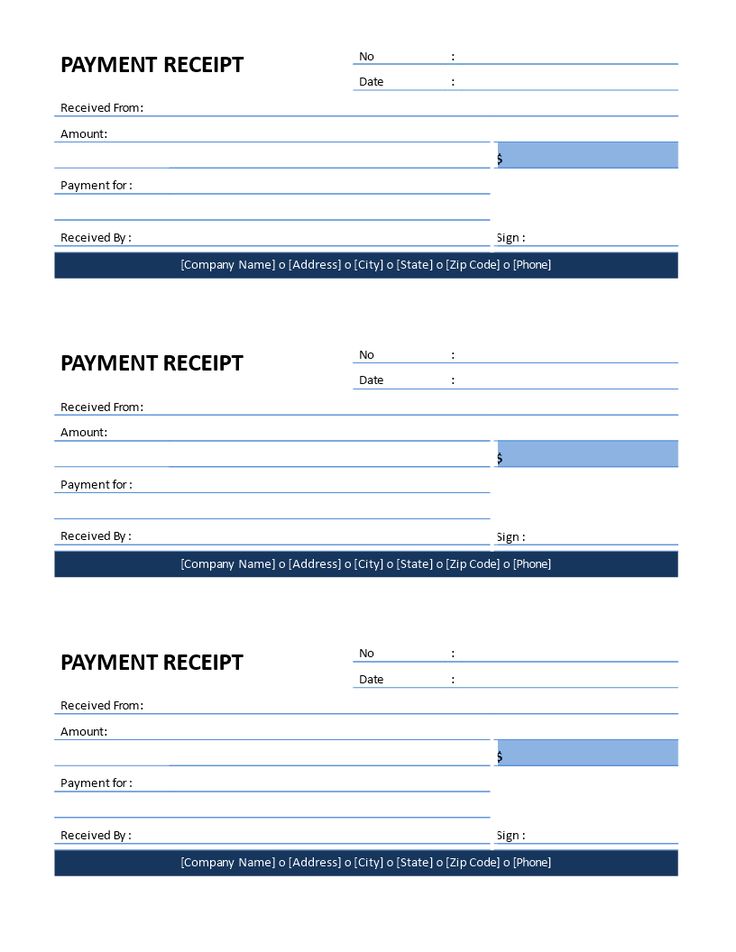 PAYMENT RECEIPT
No :
Date :
Received From:
Amount:
$
Payment for :
Received By : Sign :
[Company Name] o [Address] o [City] o [State] o [Zip Code] o [Phone]
PAYMENT RECEIPT
No :
Date :
Received From:
Amount:
$
Payment for :
Received By : Sign :
[Company Name] o [Address] o [City] o [State] o [Zip Code] o [Phone]
PAYMENT RECEIPT
No :
Date :
Received From:
Amount:
$
Payment for :
Received By : Sign :
[Company Name] o [Address] o [City] o [State] o [Zip Code] o [Phone]